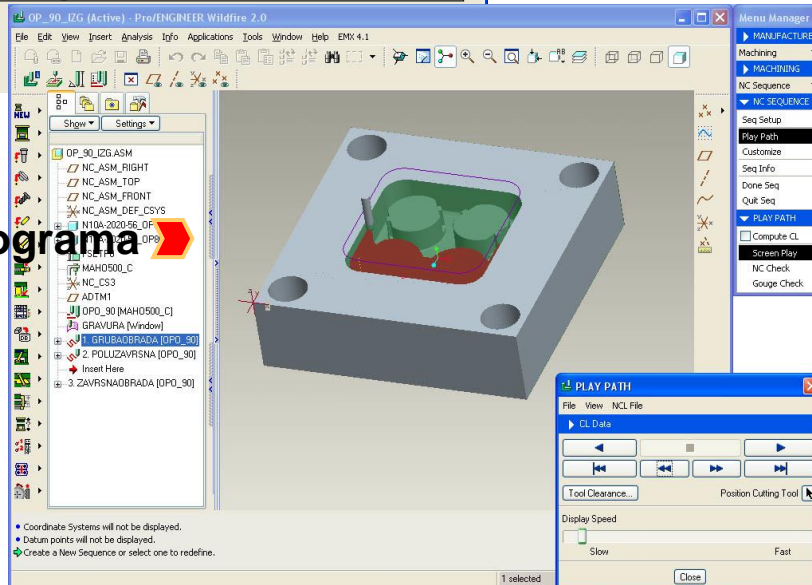 OP_90_IZG (Active) - Pro/ENGINEER Wildfire 2.0
File Edit View Insert Analysis Info Applications Tools Window Help EMX 4.1
Show Settings
OP_90_IZG.ASM
NC_ASM_RIGHT
NC_ASM_TOP
NC_ASM_FRONT
NC_ASM_DEF_CSYS
N10A-2020-56_OP
ograma
MAHO500_C
NC_CS3
ADTM1
OPO_90 [MAHO500_C]
GRAVURA [Window]
1. GRUBAOBRADA [OPO_90]
2. POLUZAVRSNA [OPO_90]
Insert Here
3. ZAVRSNAOBRADA [OPO_90]
NEW
Coordinate Systems will not be displayed.
Datum points will not be displayed.
Create a New Sequence or select one to redefine.
1 selected
Menu Manager
MANUFACTURE
Machining
MACHINING
NC Sequence
NC SEQUENCE
Seq Setup
Play Path
Customize
Seq Info
Done Seq
Quit Seq
PLAY PATH
Compute CL
Screen Play
NC Check
Gouge Check
PLAY PATH
File View NCL File
CL Data
Tool Clearance...
Position Cutting Tool
Display Speed
Slow Fast
Close